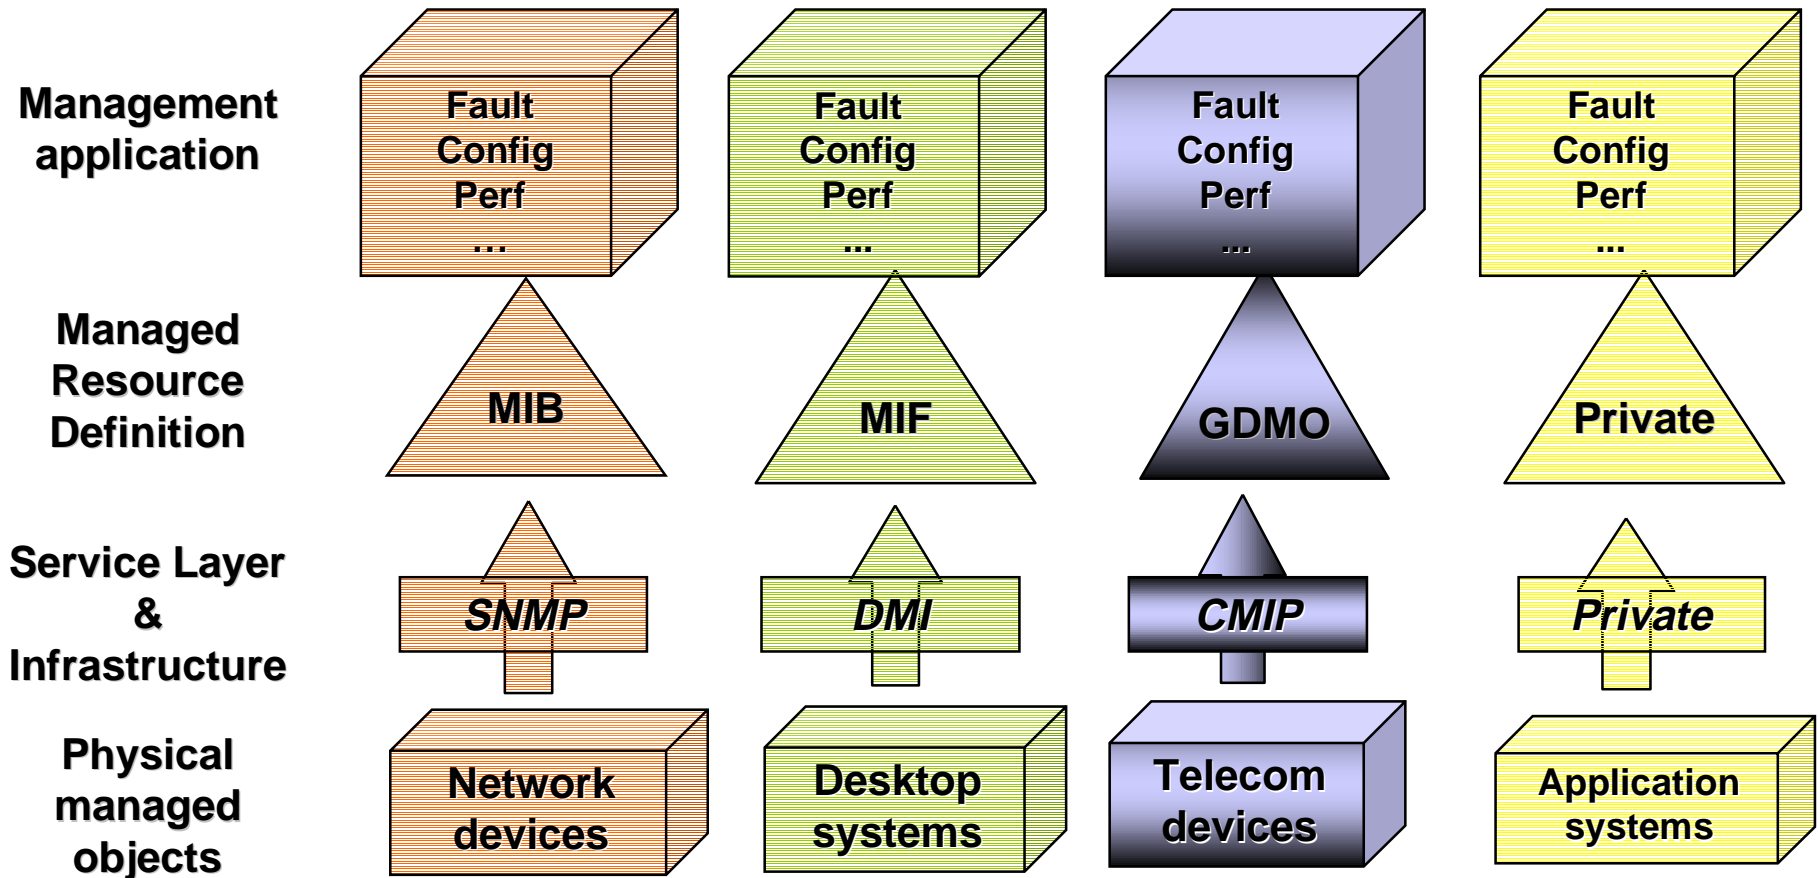 Management
application
Fault
Config
Perf
...
Fault
Config
Perf
...
Fault
Config
Perf
...
Fault
Config
Perf
...
Managed
Resource
Definition
MIB
MIF
GDMO
Private
Service Layer
&
Infrastructure
SNMP
DMI
CMIP
Private
Physical
managed
objects
Network
devices
Desktop
systems
Telecom
devices
Application
systems